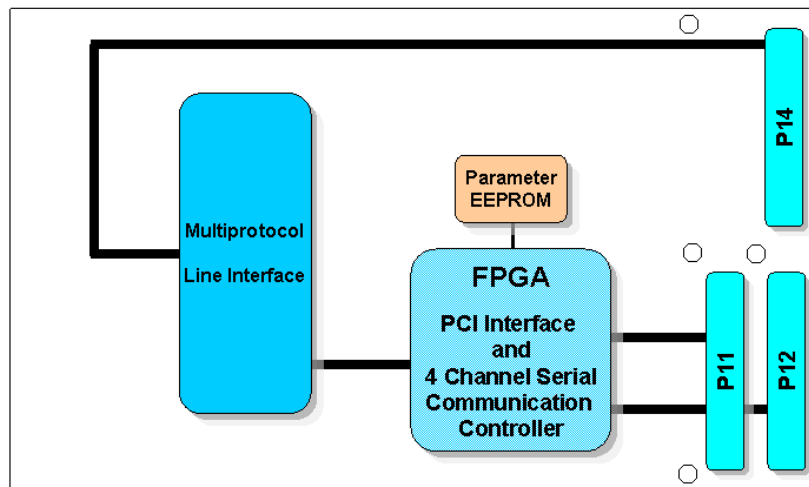 P14
Parameter
EEPROM
Multiprotocol
Line Interface
FPGA
PCI Interface
and
4 Channel Serial
Communication
Controller
P11
P12